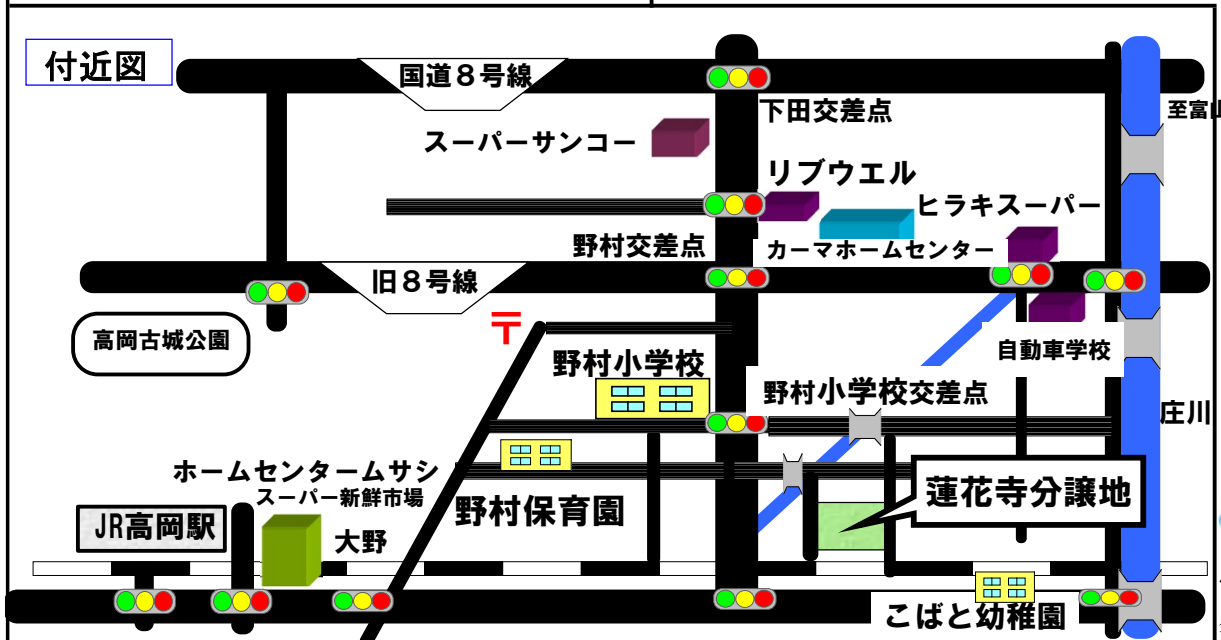 付近図
国道８号線
至富山
下田交差点
スーパーサンコー
リブウエル
ヒラキスーパー
野村交差点
カーマホームセンター
旧８号線
〒
高岡古城公園
自動車学校
野村小学校
野村小学校交差点
庄川
ホームセンタームサシ
スーパー新鮮市場
野村保育園
蓮花寺分譲地
JR高岡駅
大野
こばと幼稚園